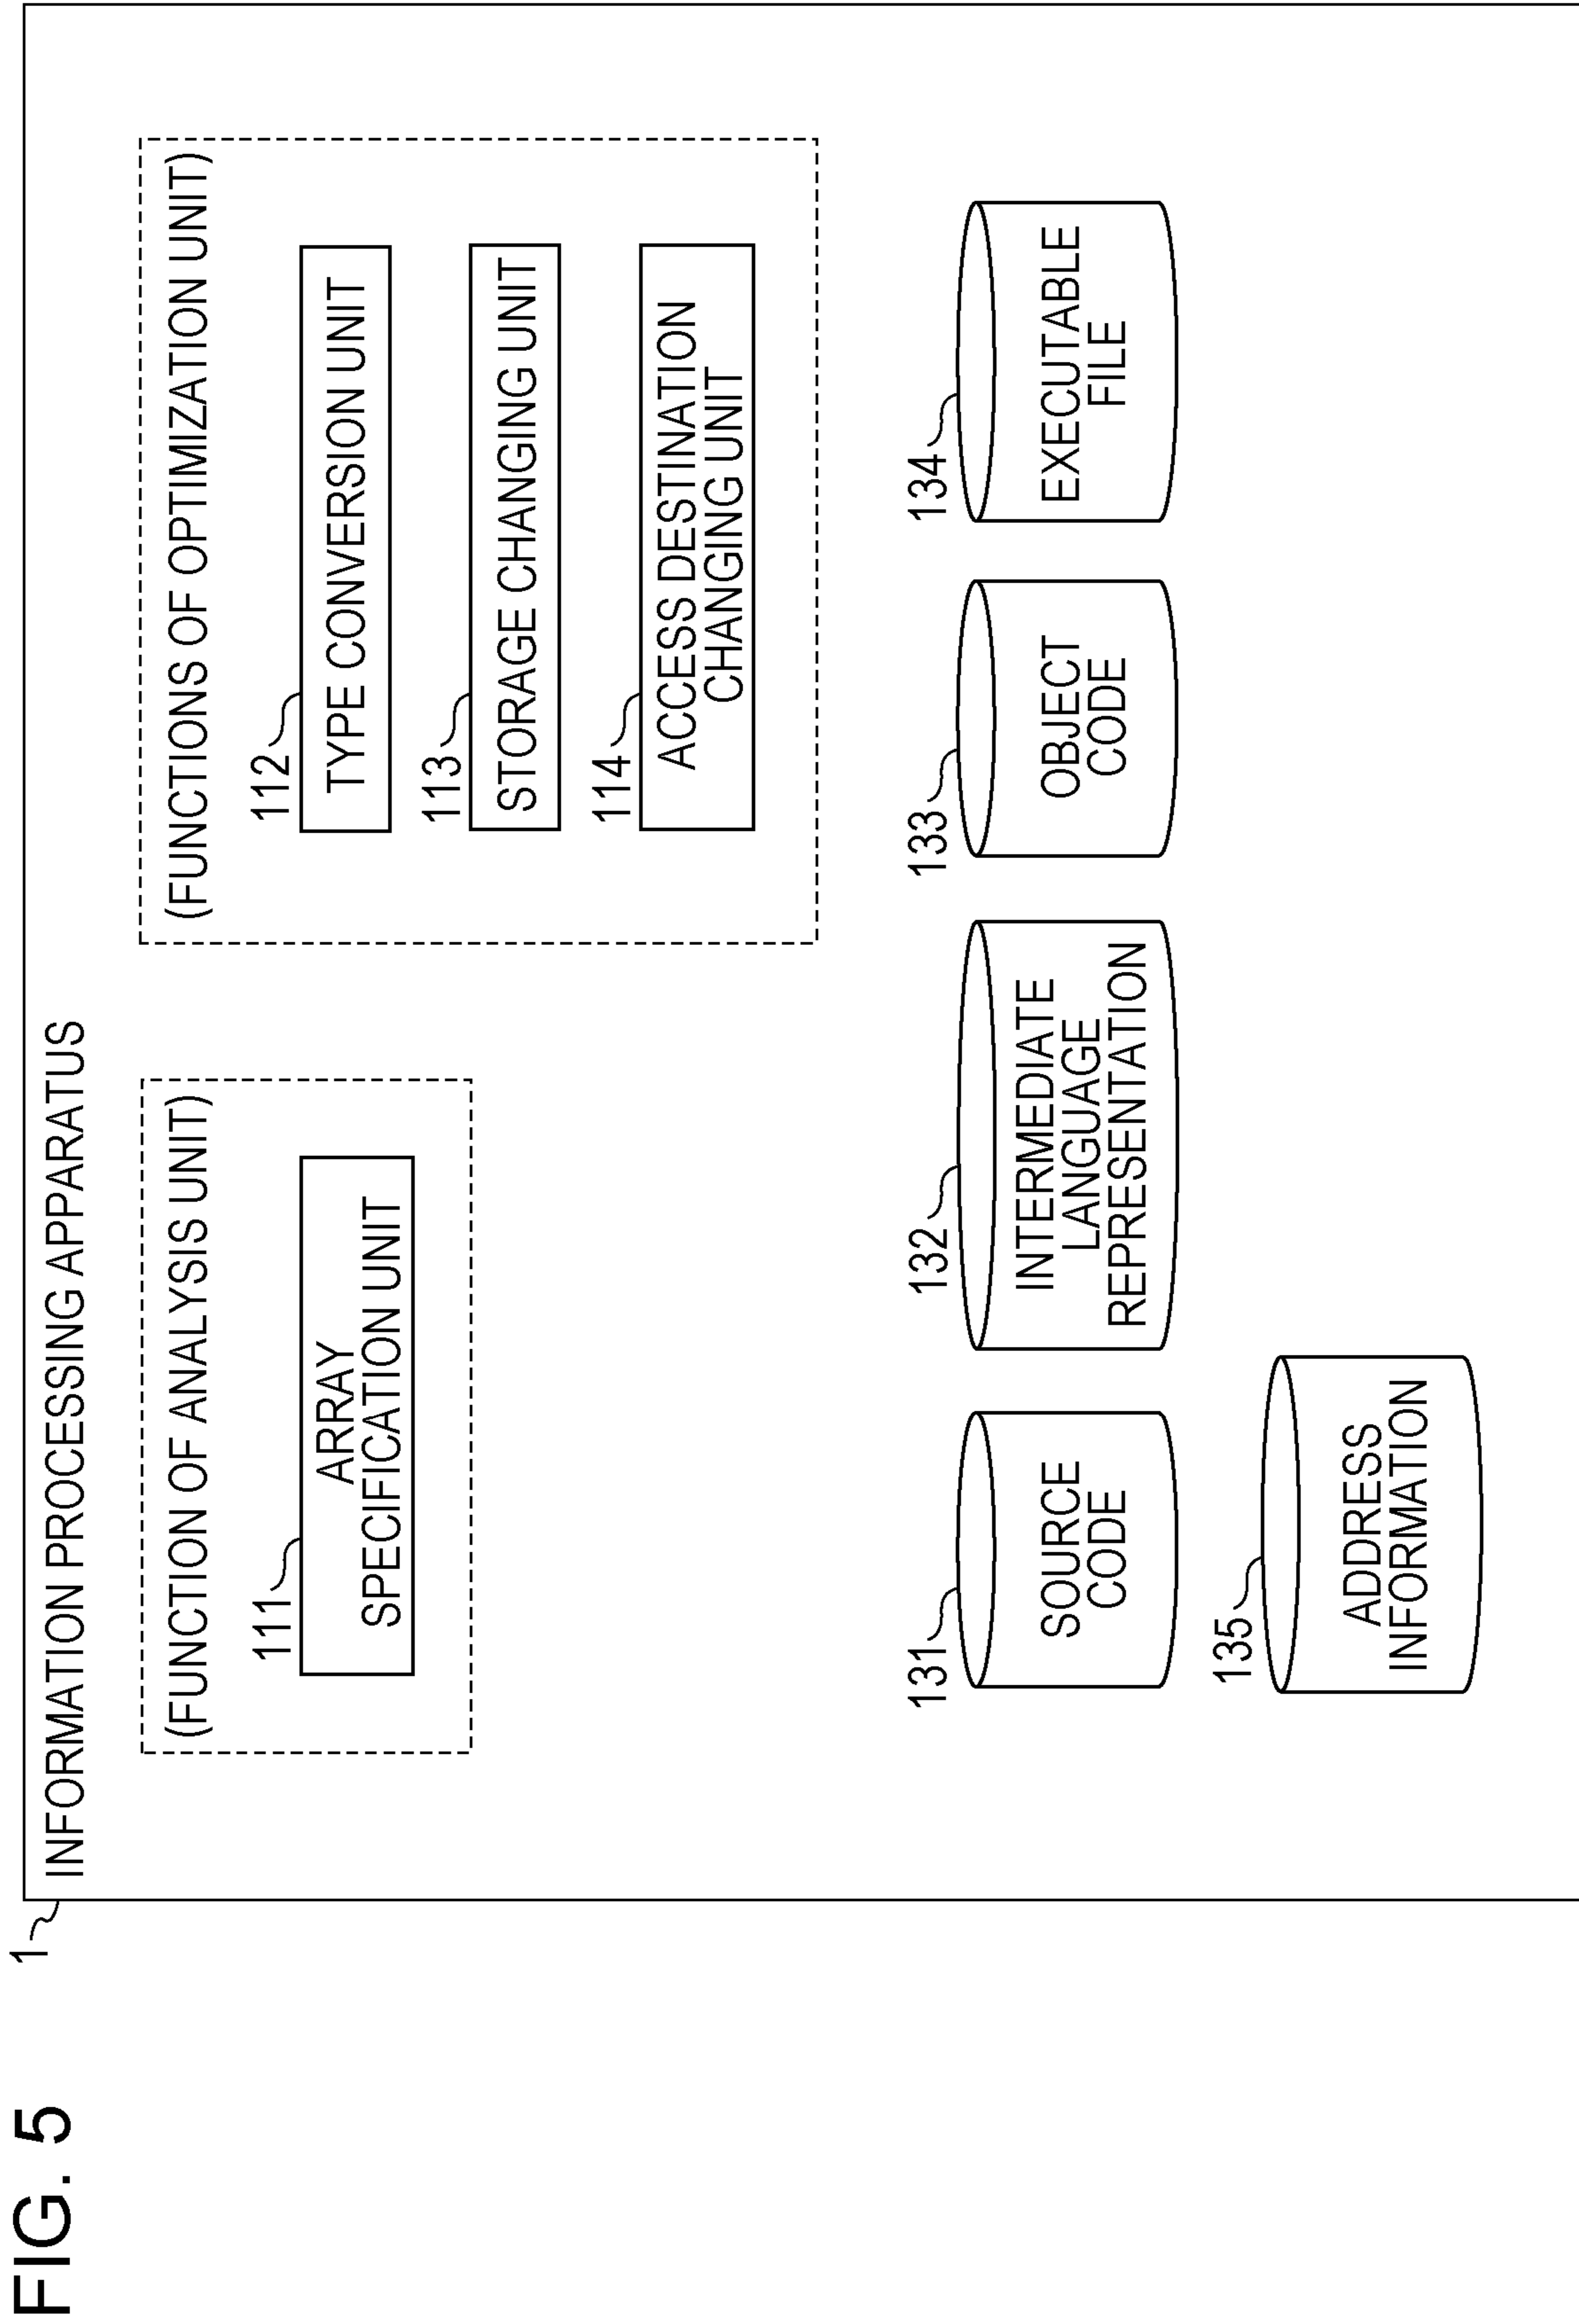 FIG. 5
1
INFORMATION PROCESSING APPARATUS
(FUNCTION OF ANALYSIS UNIT)
111
ARRAY
SPECIFICATION UNIT
(FUNCTIONS OF OPTIMIZATION UNIT)
112
TYPE CONVERSION UNIT
113
STORAGE CHANGING UNIT
114
ACCESS DESTINATION
CHANGING UNIT
131
SOURCE
CODE
132
INTERMEDIATE
LANGUAGE
REPRESENTATION
133
OBJECT
CODE
134
EXECUTABLE
FILE
135
ADDRESS
INFORMATION